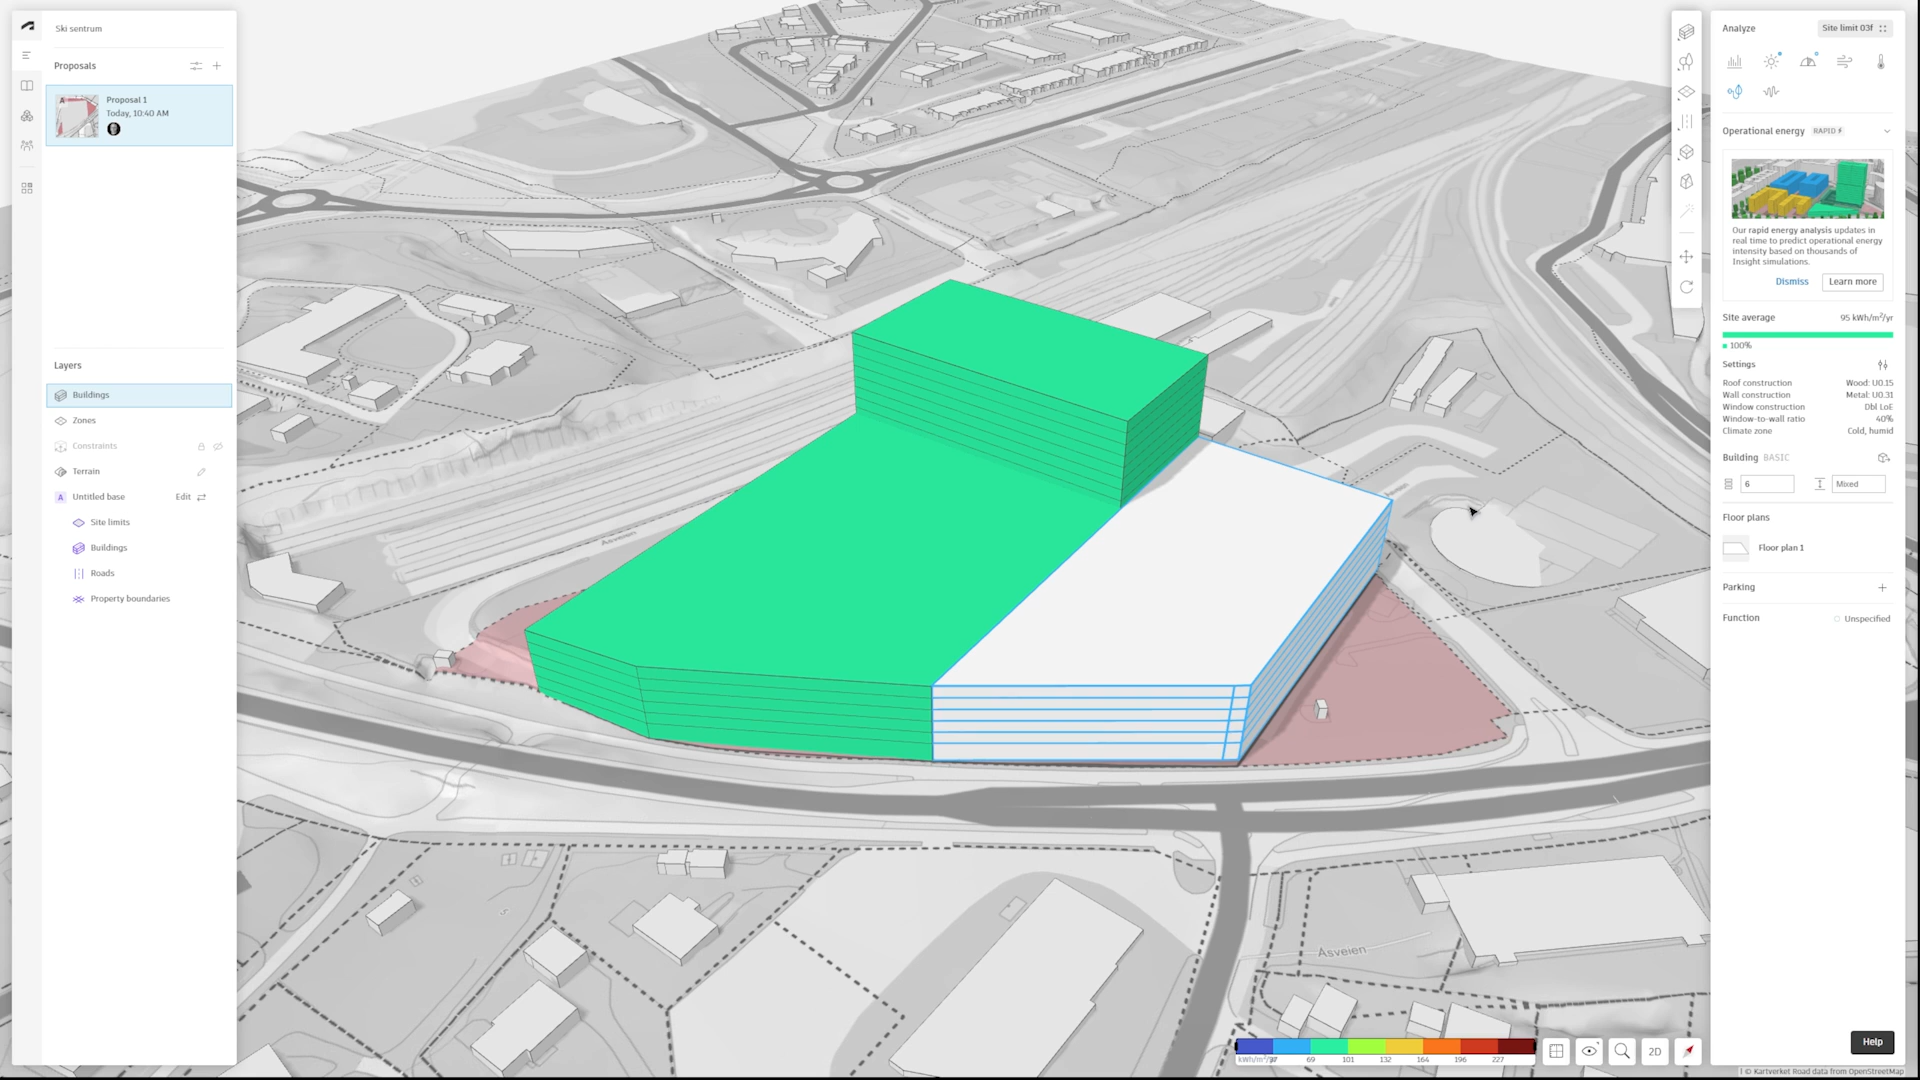 Ski sentrum
Proposals
A
Proposal 1
Today, 10:40 AM
Layers
Buildings
Zones
Constraints
Terrain
A Untitled base Edit
Site limits
Buildings
Roads
Property boundaries
Åsveien
Åsveien
Analyze Site limit 03f
Operational energy RAPID
Our rapid energy analysis updates in
real time to predict operational energy
intensity based on thousands of
Insight simulations.
Dismiss Learn more
Site average 95 kWh/m²/yr
100%
Settings
Roof construction Wood: U0.15
Wall construction Metal: U0.31
Window construction Dbl LoE
Window-to-wall ratio 40%
Climate zone Cold, humid
Building BASIC
6 Mixed
Floor plans
Floor plan 1
Parking
Function Unspecified
Help
69 101 132 164 196 227
2D
© Kartverket Road data from OpenStreetMap